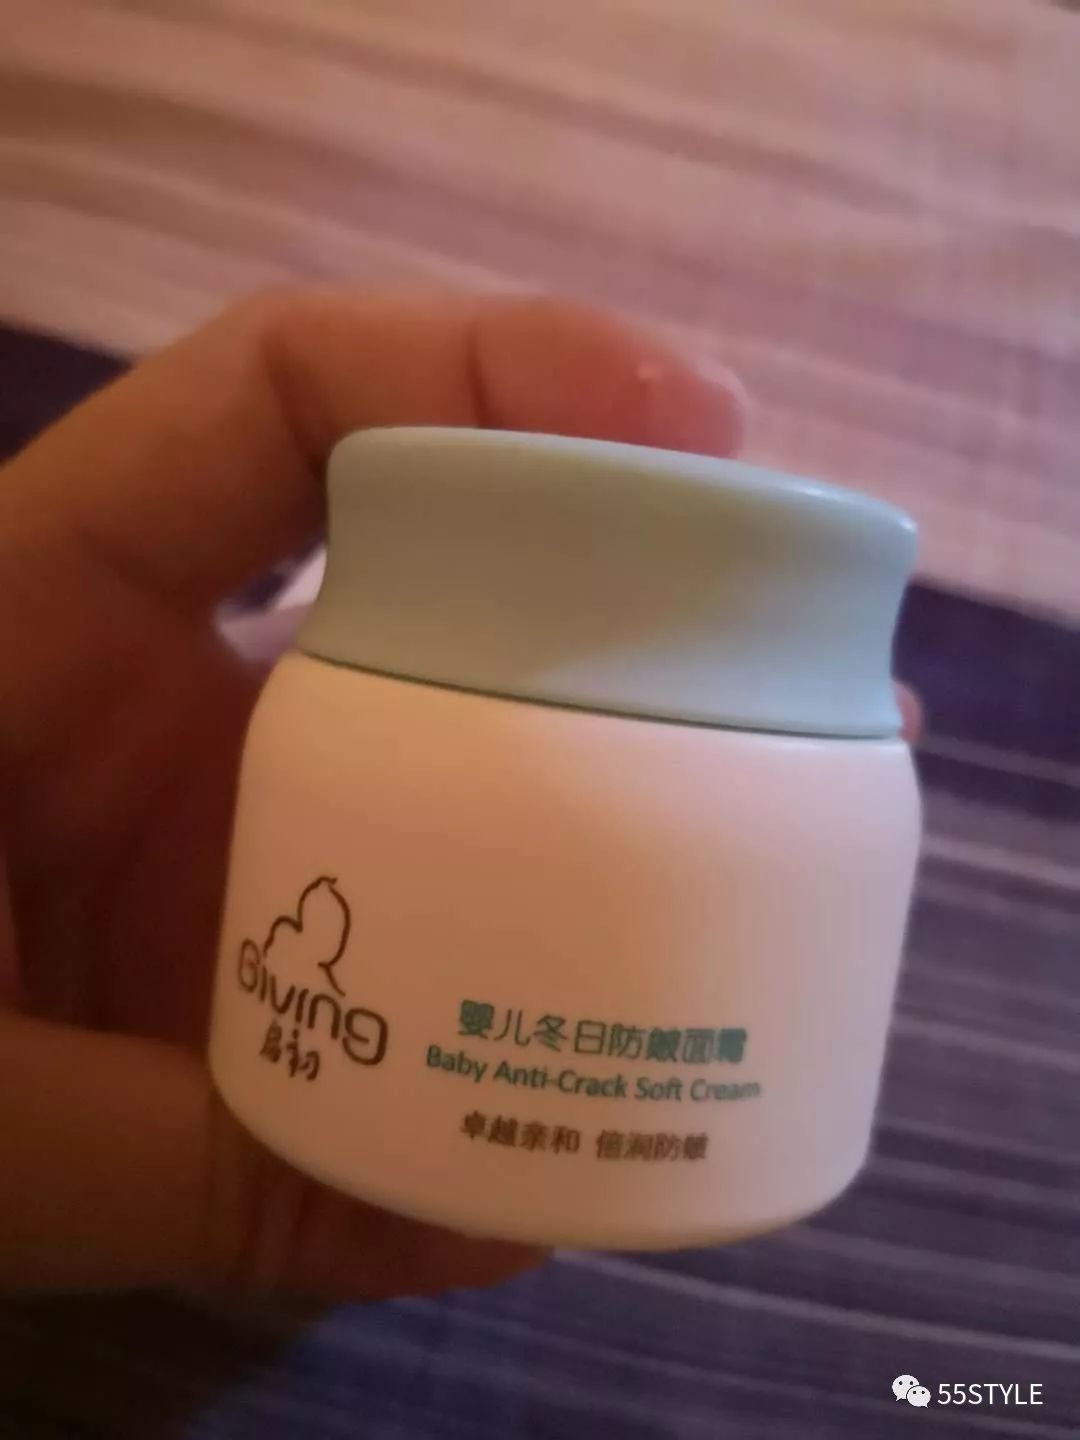 Giving
启初
婴儿冬日防皴面霜
Baby Anti-Crack Soft Cream
卓越亲和 倍润防皴
55STYLE